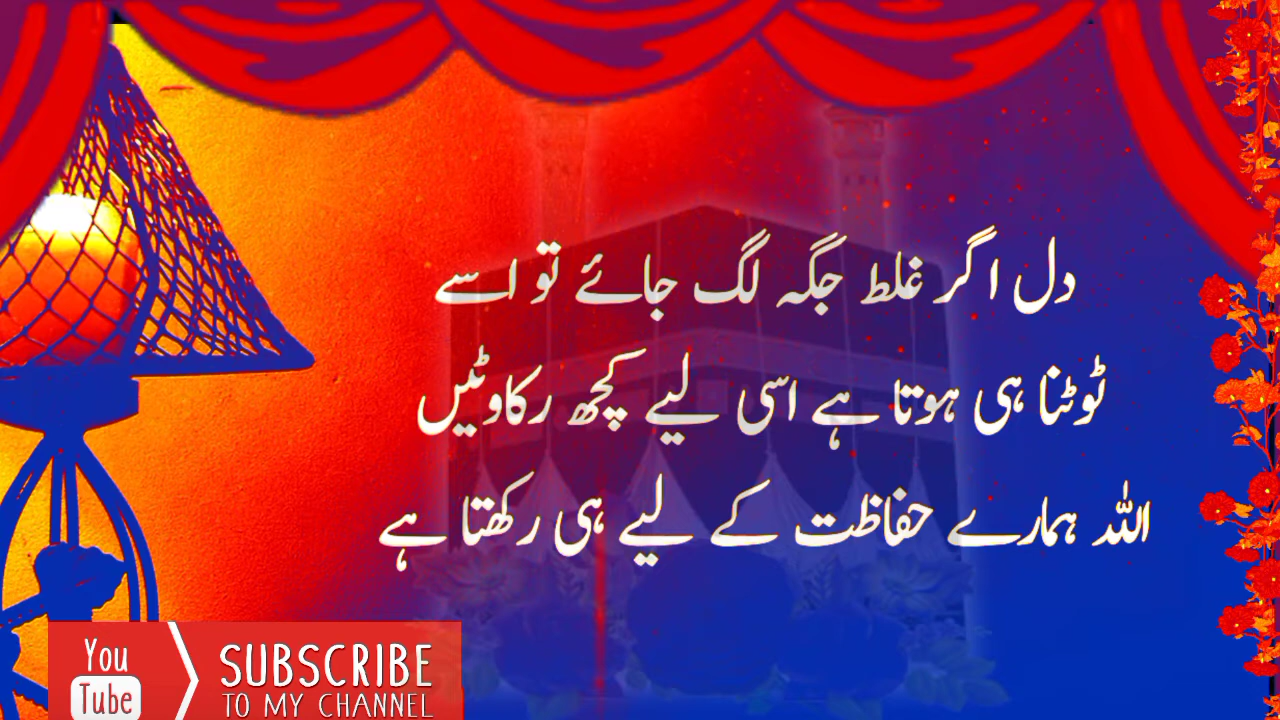 دل اگر غلط جگہ لگ جائے تو اسے
ٹوٹنا ہی ہوتا ہے اسی لیے کچھ رکاوٹیں
اللہ ہمارے حفاظت کے لیے ہی رکھتا ہے
You Tube
SUBSCRIBE
TO MY CHANNEL